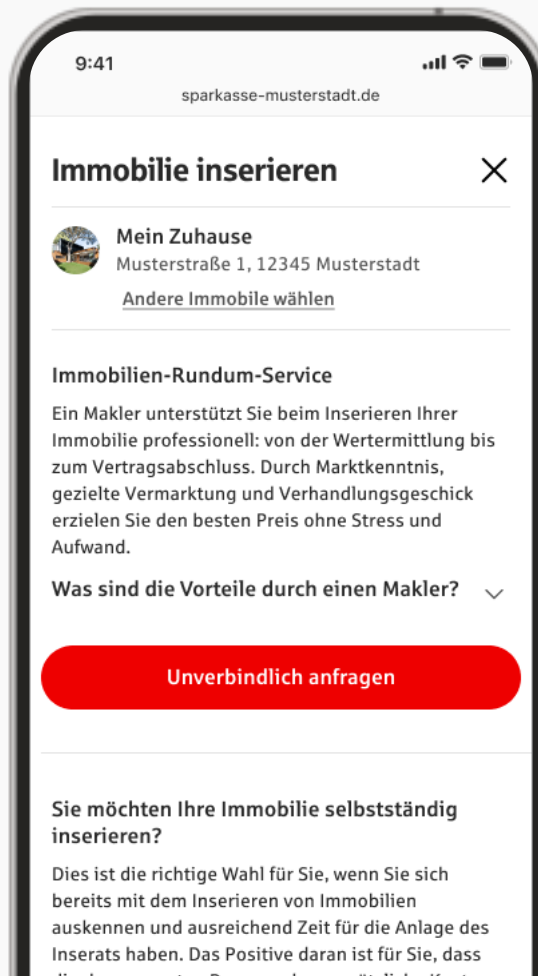 9:41
sparkasse-musterstadt.de
Immobilie inserieren
Mein Zuhause
Musterstraße 1, 12345 Musterstadt
Andere Immobile wählen
Immobilien-Rundum-Service
Ein Makler unterstützt Sie beim Inserieren Ihrer
Immobilie professionell: von der Wertermittlung bis
zum Vertragsabschluss. Durch Marktkenntnis,
gezielte Vermarktung und Verhandlungsgeschick
erzielen Sie den besten Preis ohne Stress und
Aufwand.
Was sind die Vorteile durch einen Makler?
Unverbindlich anfragen
Sie möchten Ihre Immobilie selbstständig
inserieren?
Dies ist die richtige Wahl für Sie, wenn Sie sich
bereits mit dem Inserieren von Immobilien
auskennen und ausreichend Zeit für die Anlage des
Inserats haben. Das Positive daran ist für Sie, dass